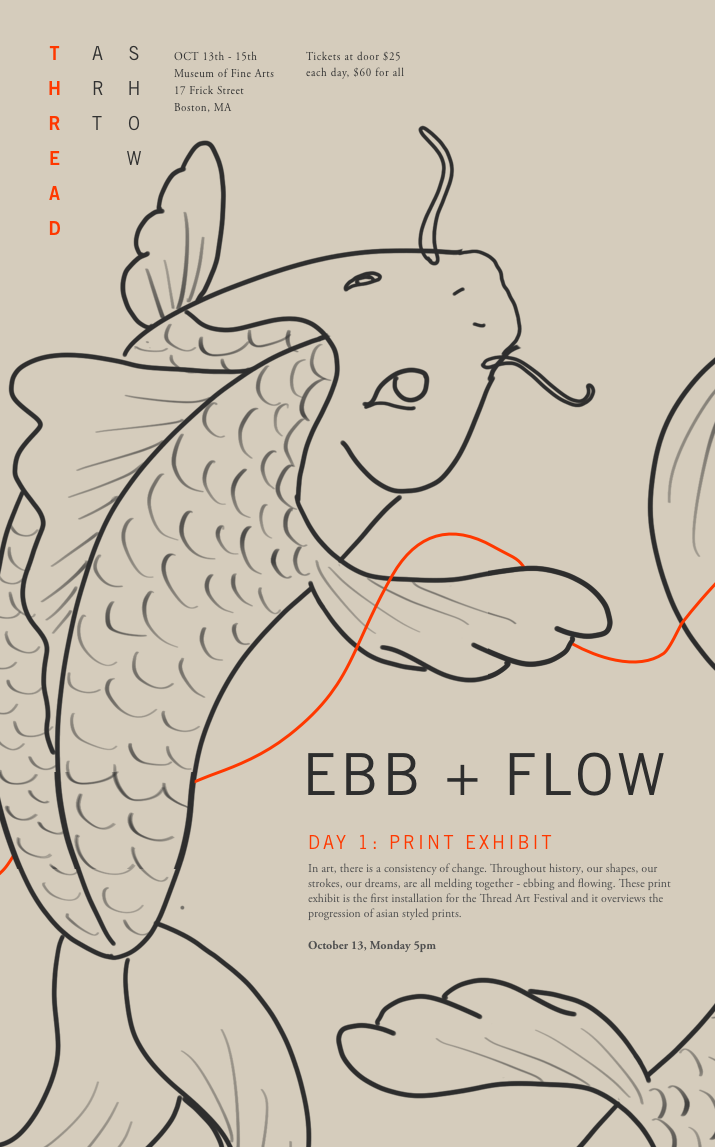 THREAD
ART
SHOW
OCT 13th - 15th
Museum of Fine Arts
17 Frick Street
Boston, MA
Tickets at door $25
each day, $60 for all
EBB + FLOW
DAY 1: PRINT EXHIBIT
In art, there is a consistency of change. Throughout history, our shapes, our
strokes, our dreams, are all melding together - ebbing and flowing. These print
exhibit is the first installation for the Thread Art Festival and it overviews the
progression of asian styled prints.
October 13, Monday 5pm